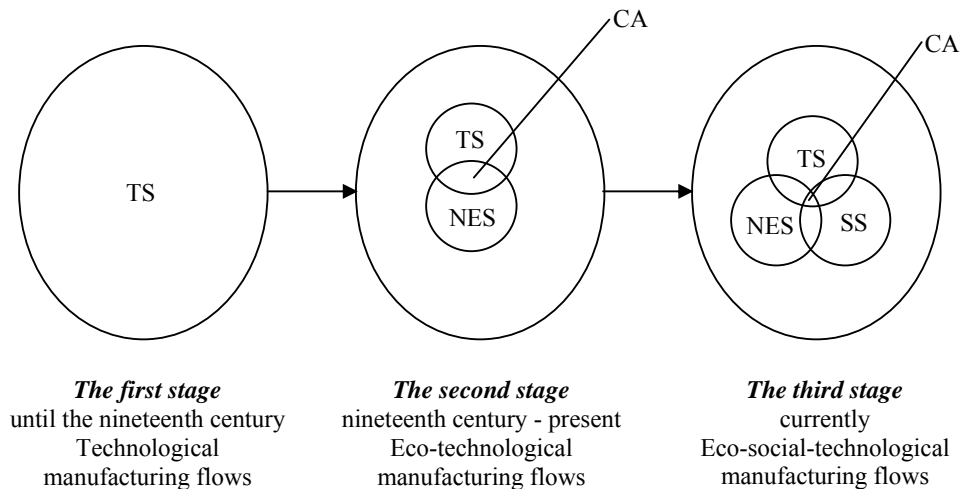 CA
CA
TS
TS
NES
TS
NES
SS
The first stage
until the nineteenth century
Technological
manufacturing flows
The second stage
nineteenth century - present
Eco-technological
manufacturing flows
The third stage
currently
Eco-social-technological
manufacturing flows